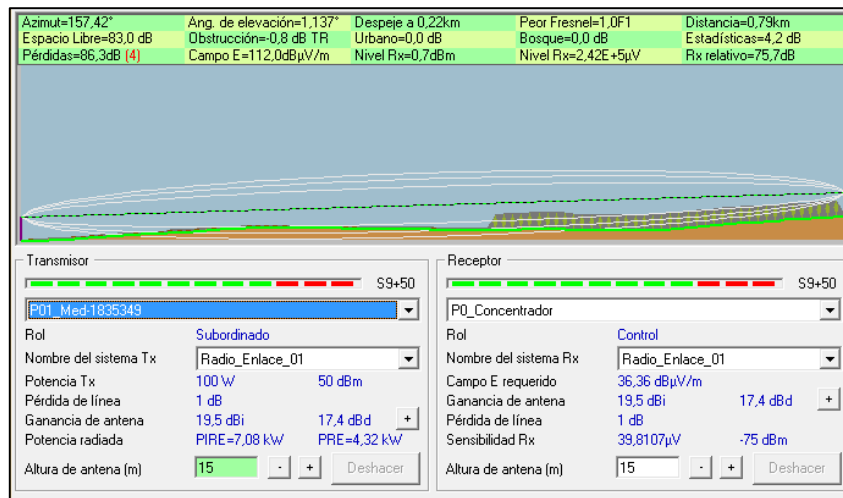 Azimut=157,42° Ang. de elevación=1,137° Despeje a 0,22km Peor Fresnel=1,0F1 Distancia=0,79km
Espacio Libre=83,0 dB Obstrucción=-0,8 dB TR Urbano=0,0 dB Bosque=0,0 dB Estadísticas=4,2 dB
Pérdidas=86,3dB (4) Campo E=112,0dBµV/m Nivel Rx=0,7dBm Nivel Rx=2,42E+5µV Rx relativo=75,7dB
Transmisor
S9+50
P01_Med-1835349
Rol Subordinado
Nombre del sistema Tx Radio_Enlace_01
Potencia Tx 100 W 50 dBm
Pérdida de línea 1 dB
Ganancia de antena 19,5 dBi 17,4 dBd +
Potencia radiada PIRE=7,08 kW PRE=4,32 kW
Altura de antena (m) 15 - + Deshacer
Receptor
S9+50
P0_Concentrador
Rol Control
Nombre del sistema Rx Radio_Enlace_01
Campo E requerido 36,36 dBµV/m
Ganancia de antena 19,5 dBi 17,4 dBd +
Pérdida de línea 1 dB
Sensibilidad Rx 39,8107µV -75 dBm
Altura de antena (m) 15 - + Deshacer